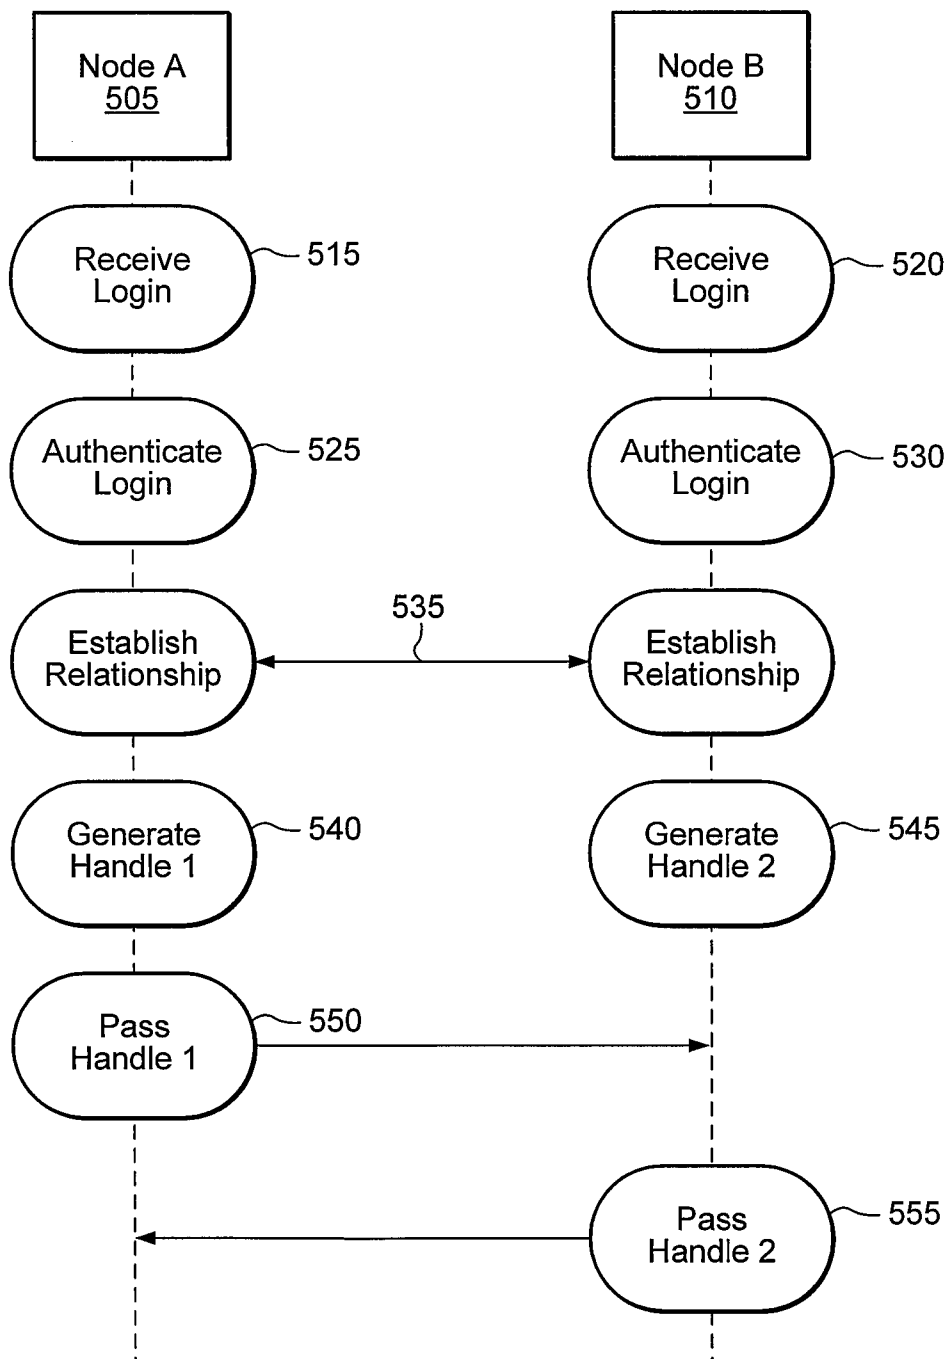 Node A
505
Node B
510
Receive
Login
515
Receive
Login
520
Authenticate
Login
525
Authenticate
Login
530
Establish
Relationship
535
Establish
Relationship
Generate
Handle 1
540
Generate
Handle 2
545
Pass
Handle 1
550
Pass
Handle 2
555